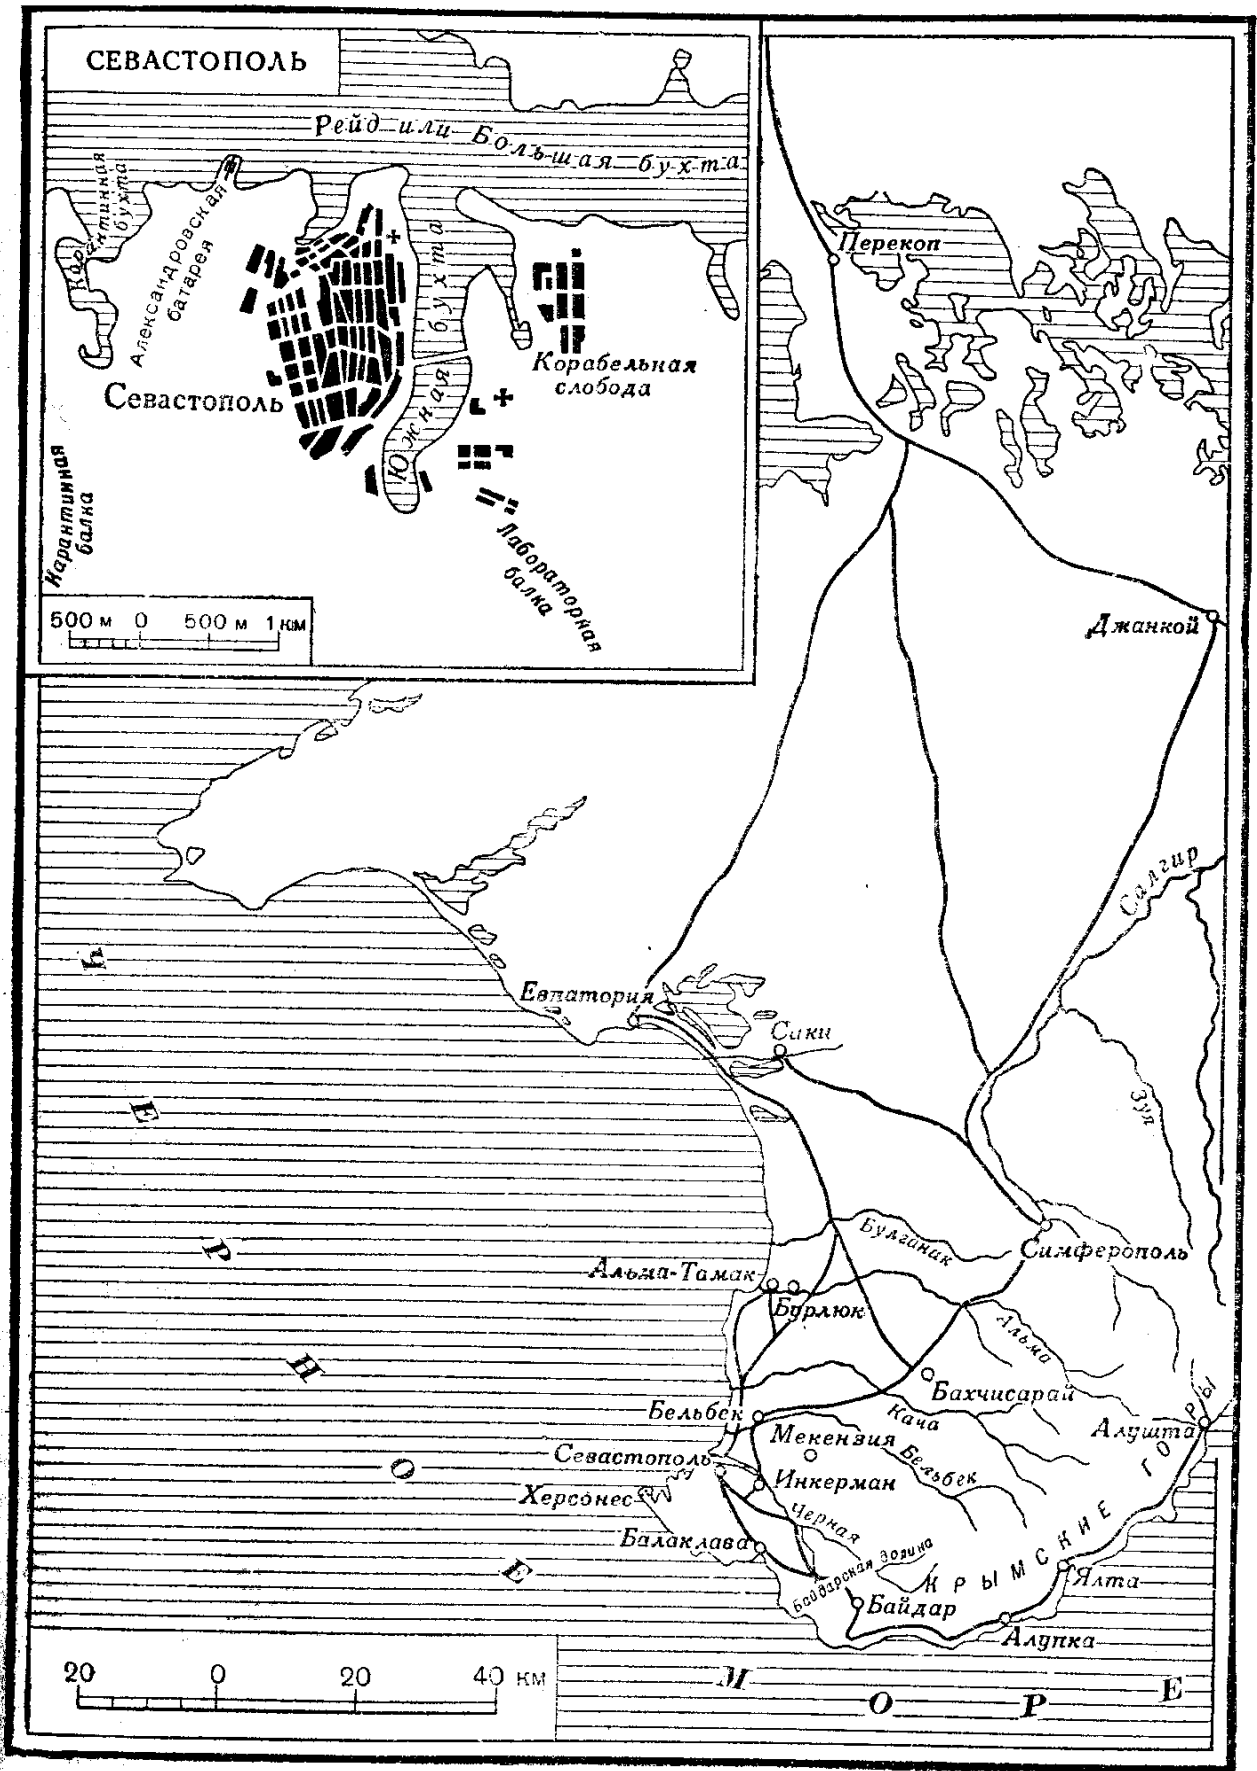 СЕВАСТОПОЛЬ
Рейд или Большая бухта
Карантинная
бухта
Александровская
батарея
Южная бухта
Корабельная
слобода
Севастополь
Карантинная
балка
Лабораторная
балка
500 м 0 500 м 1 км
Перекоп
Джанкой
Салгир
Евпатория
Саки
Зуя
Булганак
Симферополь
Альма-Тамак
Бурлюк
Альма
Бахчисарай
Бельбек
Кача
Алушта
Мекензия
Севастополь
Бельбек
Инкерман
Херсонес
Черная
Балаклава
Байдарская долина
КРЫМСКИЕ ГОРЫ
Ялта
Байдар
Алупка
ЧЕРНОЕ МОРЕ
20 0 20 40 км